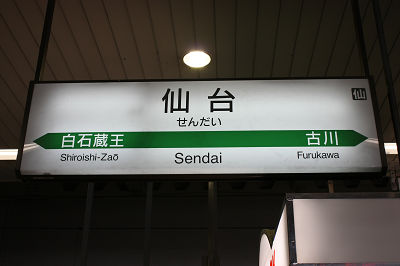 仙台
仙
せんだい
白石蔵王
古川
Shiroishi-Zaō
Sendai
Furukawa